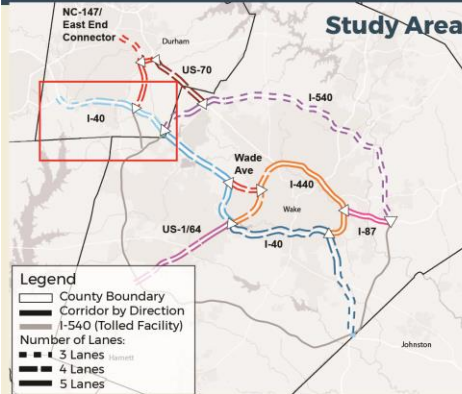 Study Area
NC-147/
East End
Connector
Durham
US-70
I-540
I-40
Wade
Ave
I-440
Wake
US-1/64
I-40
I-87
Legend
County Boundary
Corridor by Direction
I-540 (Tolled Facility)
Number of Lanes:
3 Lanes
Harnett
4 Lanes
5 Lanes
Johnston